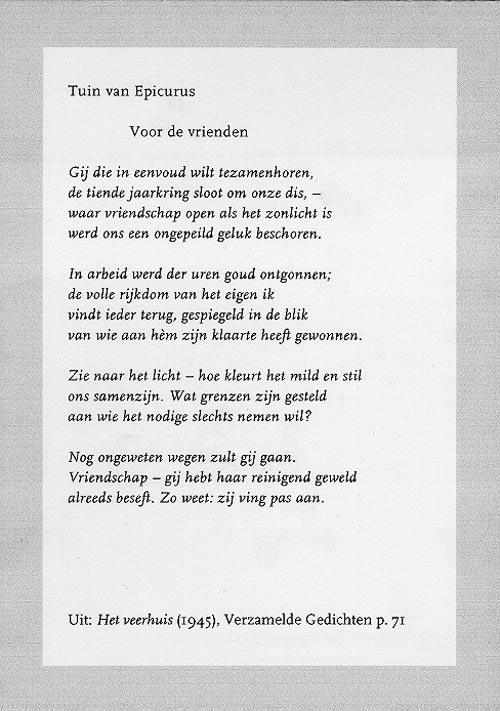 Tuin van Epicurus
Voor de vrienden
Gij die in eenvoud wilt tezamenhoren,
de tiende jaarkring sloot om onze dis, –
waar vriendschap open als het zonlicht is
werd ons een ongepeild geluk beschoren.
In arbeid werd der uren goud ontgonnen;
de volle rijkdom van het eigen ik
vindt ieder terug, gespiegeld in de blik
van wie aan hèm zijn klaarte heeft gewonnen.
Zie naar het licht – hoe kleurt het mild en stil
ons samenzijn. Wat grenzen zijn gesteld
aan wie het nodige slechts nemen wil?
Nog ongeweten wegen zult gij gaan.
Vriendschap – gij hebt haar reinigend geweld
alreeds beseft. Zo weet: zij ving pas aan.
Uit: Het veerhuis (1945), Verzamelde Gedichten p. 71